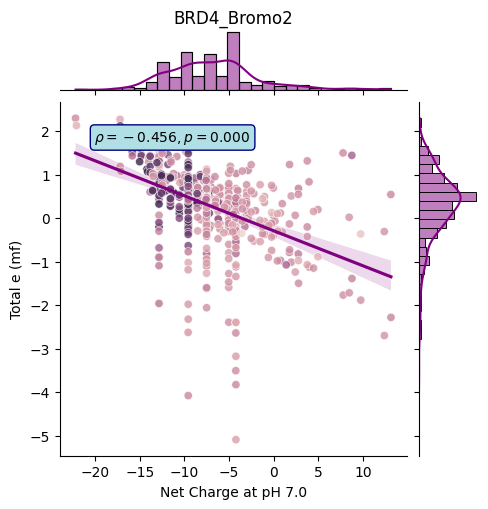 BRD4_Bromo2
ρ = −0.456, p = 0.000
Total e (mf)
2
1
0
−1
−2
−3
−4
−5
−20 −15 −10 −5 0 5 10
Net Charge at pH 7.0